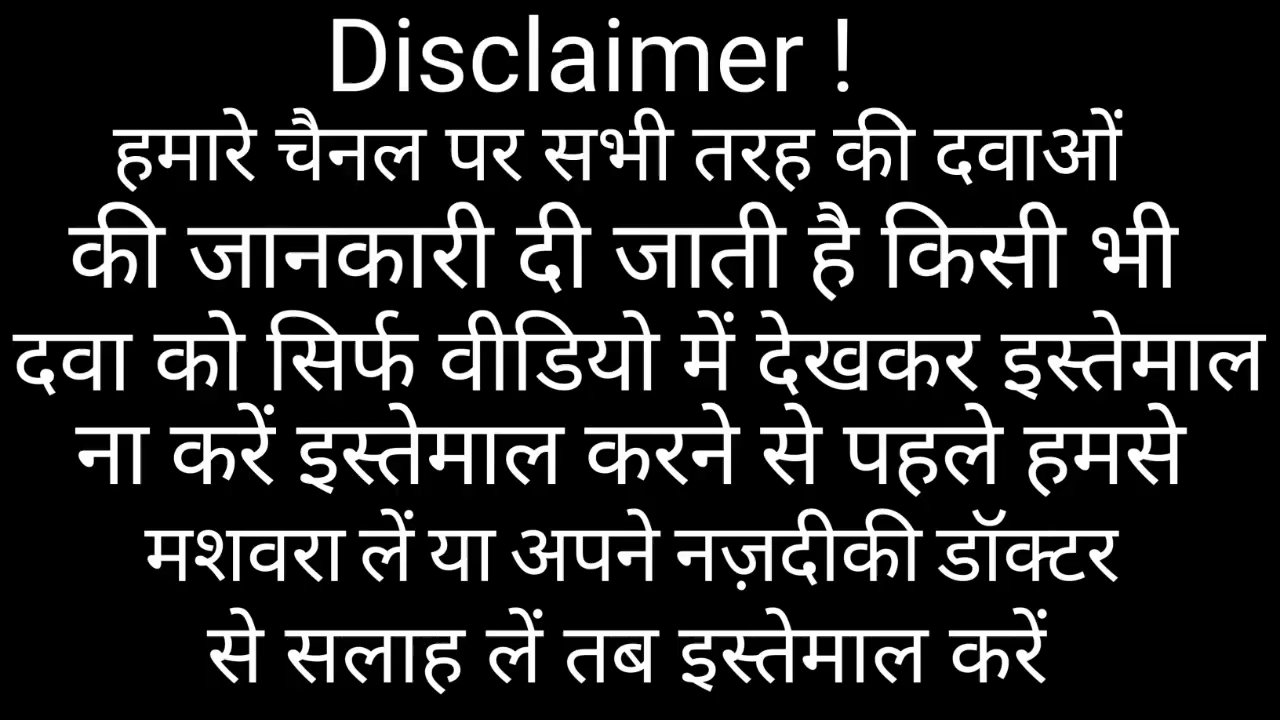 Disclaimer !
हमारे चैनल पर सभी तरह की दवाओं
की जानकारी दी जाती है किसी भी
दवा को सिर्फ वीडियो में देखकर इस्तेमाल
ना करें इस्तेमाल करने से पहले हमसे
मशवरा लें या अपने नज़दीकी डॉक्टर
से सलाह लें तब इस्तेमाल करें